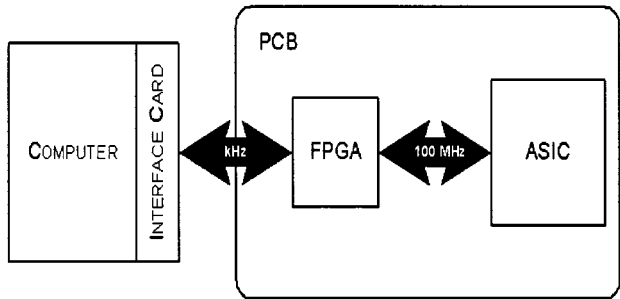 PCB
COMPUTER
INTERFACE CARD
kHz
FPGA
100 MHz
ASIC